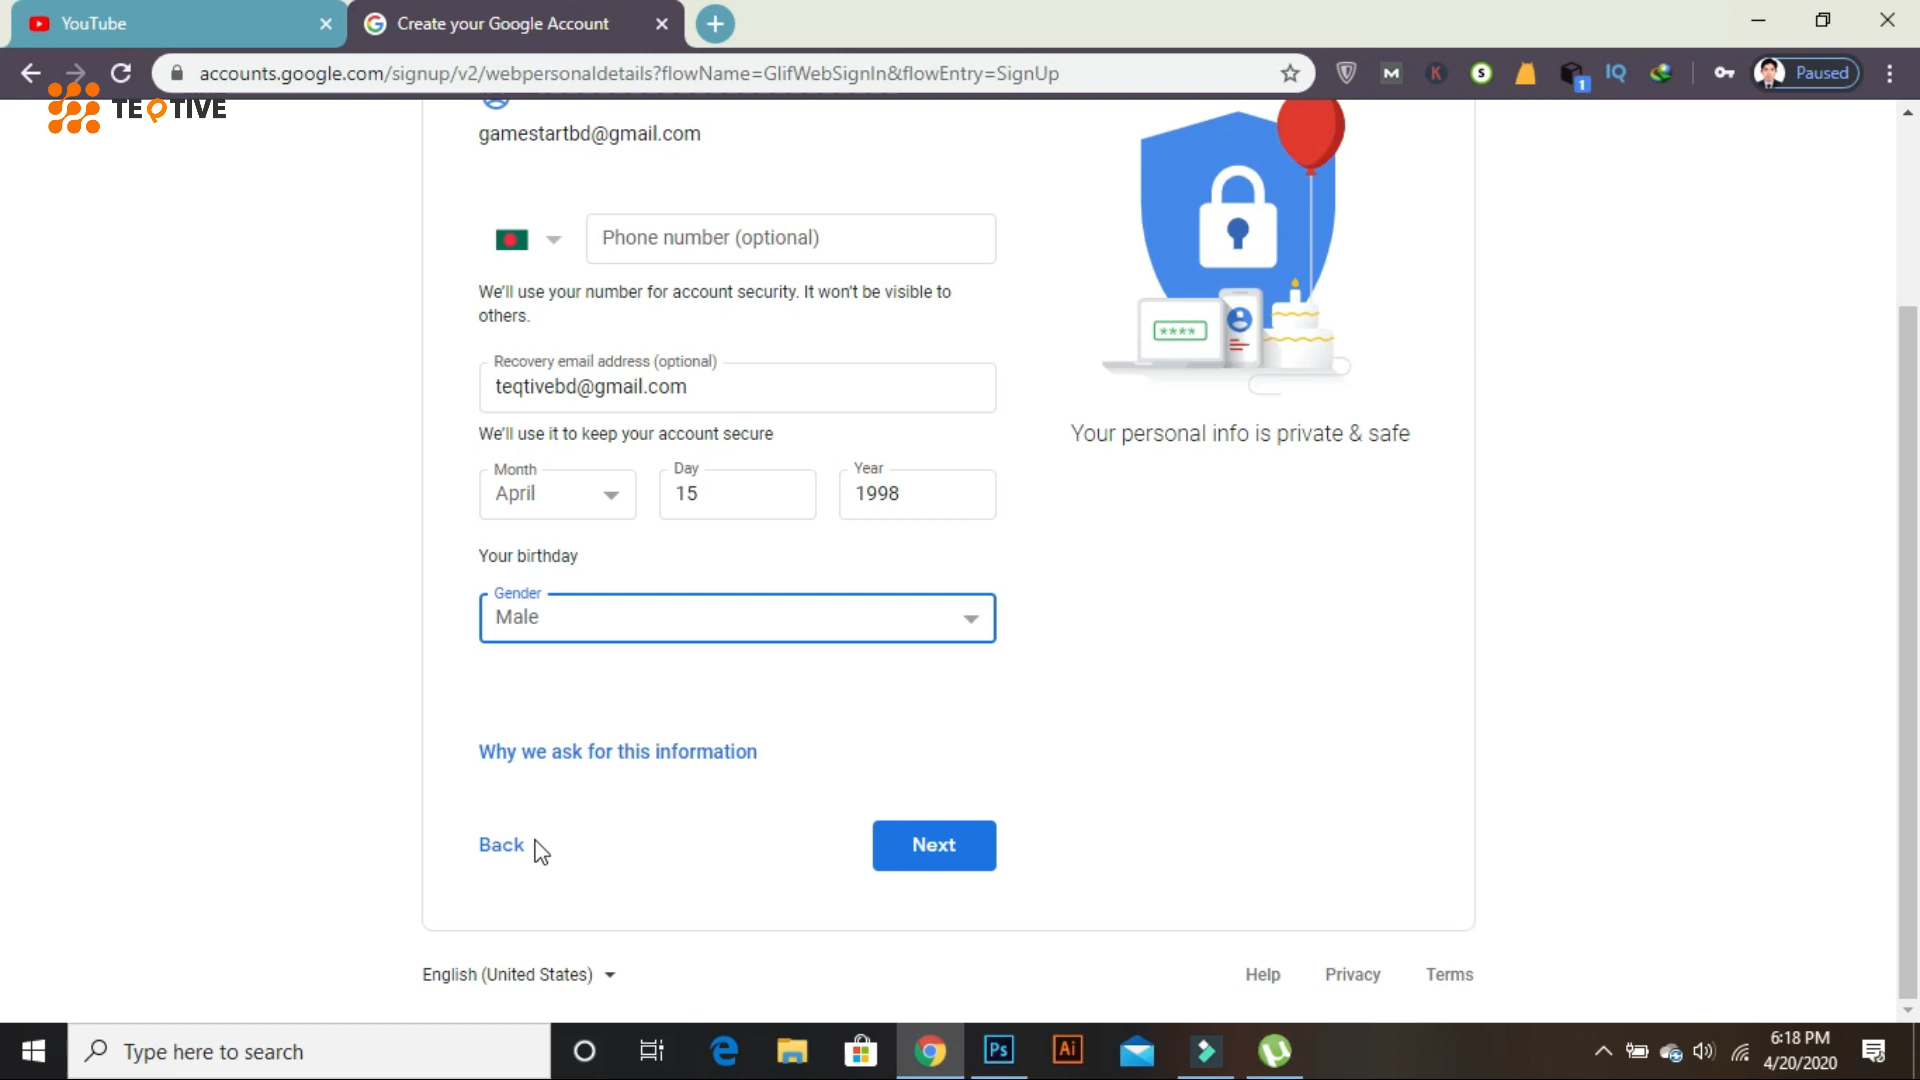 YouTube
Create your Google Account
accounts.google.com/signup/v2/webpersonaldetails?flowName=GlifWebSignIn&flowEntry=SignUp
M
K
S
1
IQ
Paused
TEQTIVE
gamestartbd@gmail.com
Phone number (optional)
We'll use your number for account security. It won't be visible to
others.
Recovery email address (optional)
teqtivebd@gmail.com
We'll use it to keep your account secure
Month
Day
Year
April
15
1998
Your birthday
Gender
Male
Why we ask for this information
Back
Next
****
Your personal info is private & safe
English (United States)
Help
Privacy
Terms
Type here to search
Ps
Ai
6:18 PM
4/20/2020